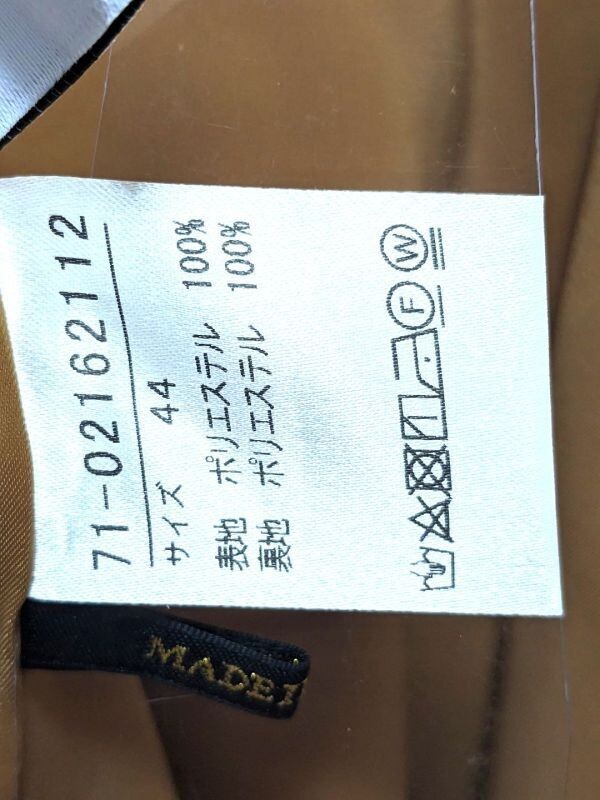 71-02162112
サイズ 44
表地 ポリエステル 100%
裏地 ポリエステル 100%
F
W
MADE